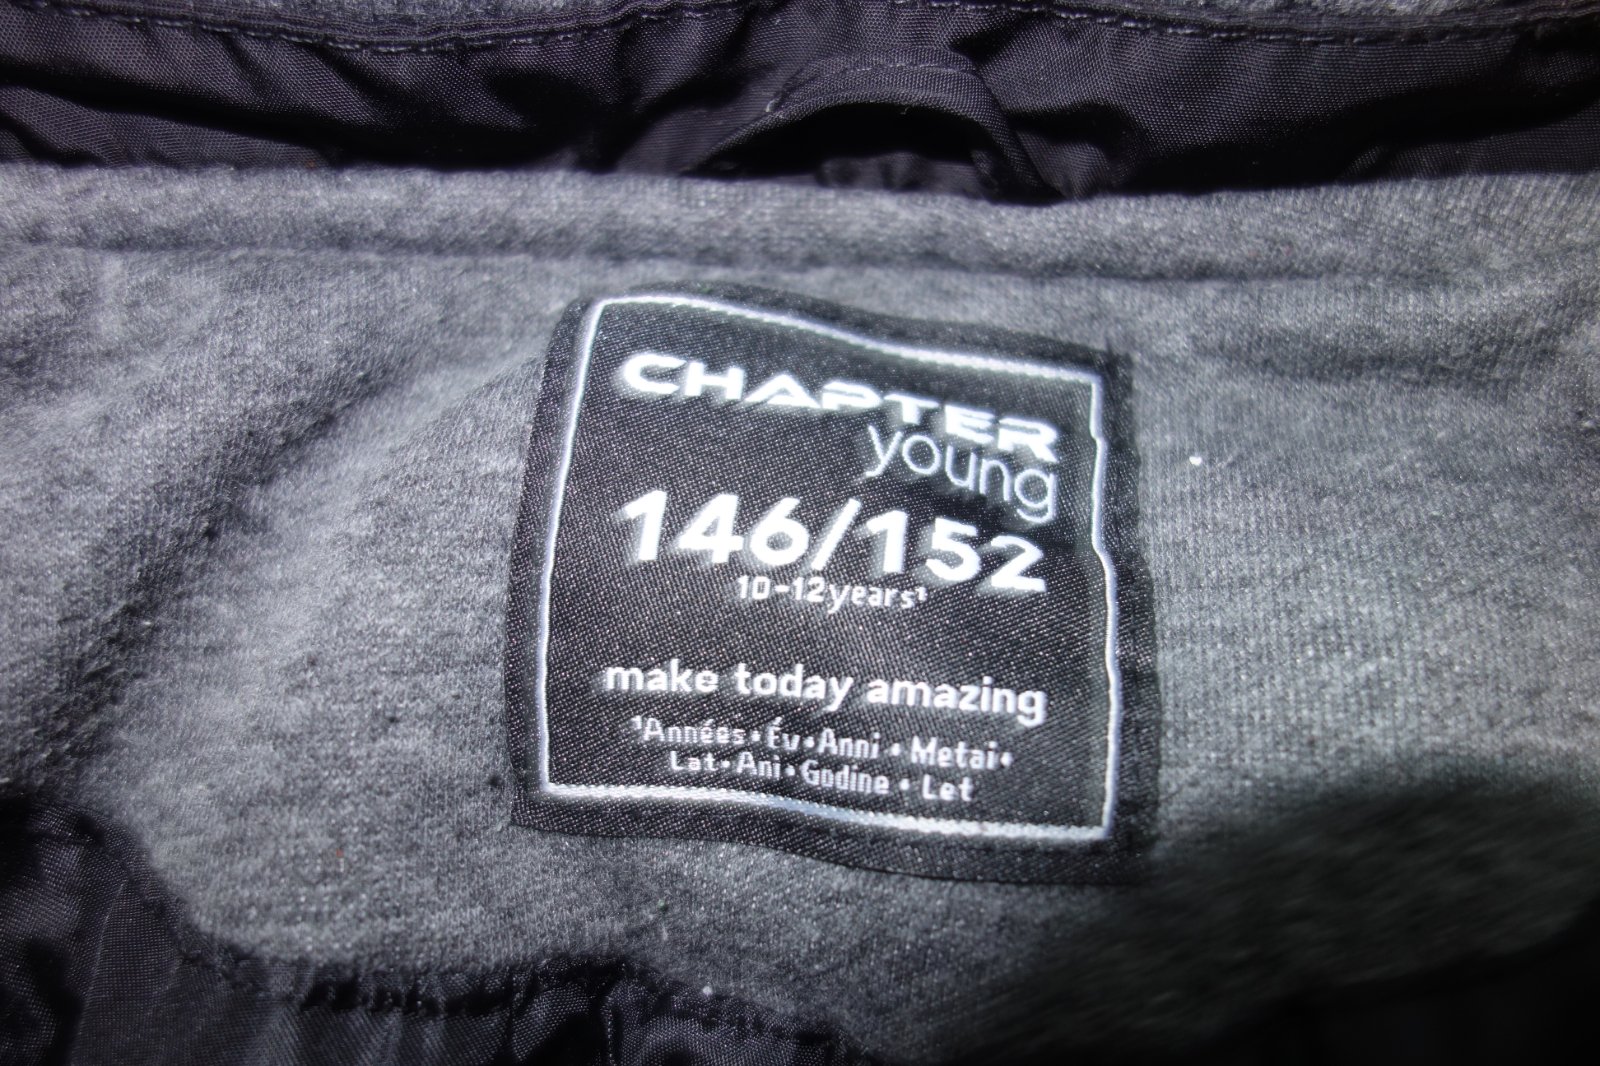 CHAPTER
young
146/152
10-12years¹
make today amazing
¹Années • Év • Anni • Metai •
Lat • Ani • Godine • Let